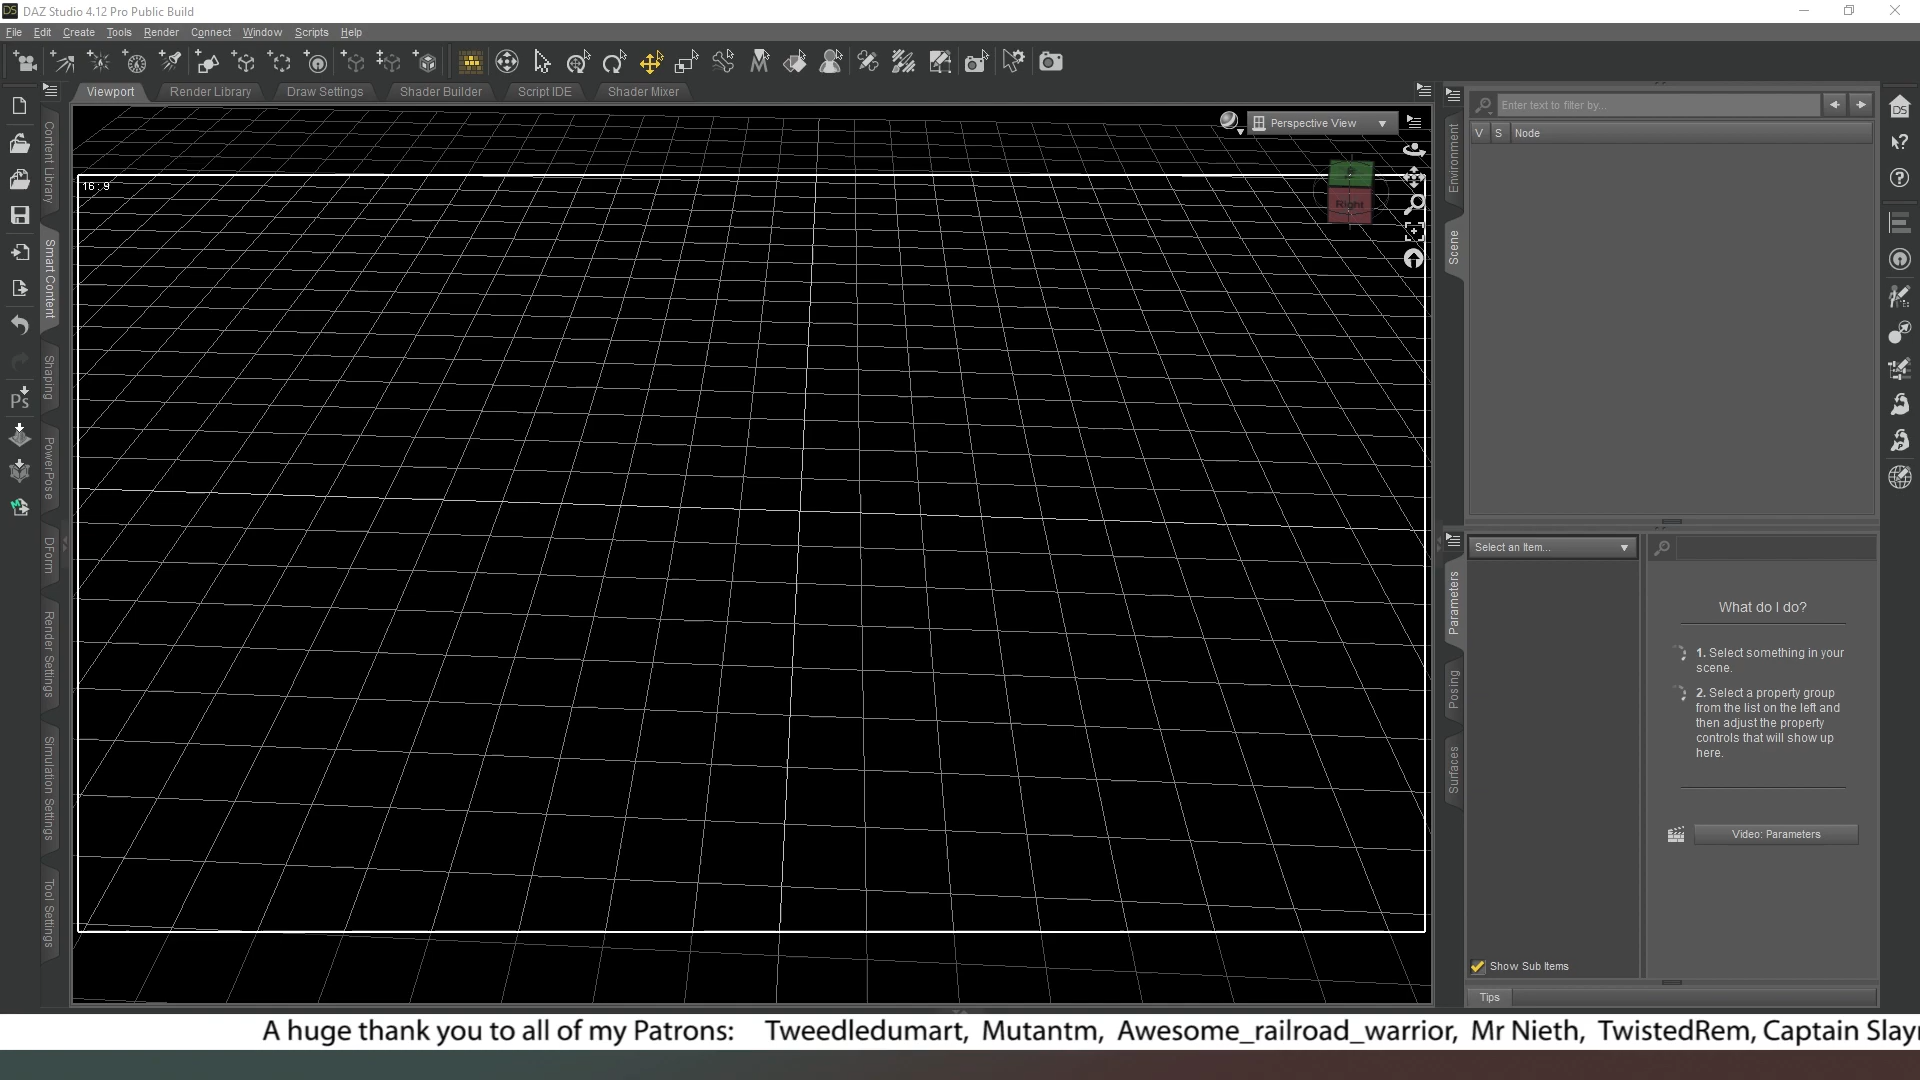 DS DAZ Studio 4.12 Pro Public Build
File Edit Create Tools Render Connect Window Scripts Help
Viewport Render Library Draw Settings Shader Builder Script IDE Shader Mixer
Content Library
Smart Content
Shaping
PowerPose
DForm
Render Settings
Simulation Settings
Tool Settings
Ps
16 : 9
Perspective View
Right
Environment
Scene
Enter text to filter by...
V S Node
DS
Parameters
Posing
Surfaces
Select an Item...
What do I do?
1. Select something in your
scene.
2. Select a property group
from the list on the left and
then adjust the property
controls that will show up
here.
Video: Parameters
Show Sub Items
Tips
A huge thank you to all of my Patrons: Tweedledumart, Mutantm, Awesome_railroad_warrior, Mr Nieth, TwistedRem, Captain Slay